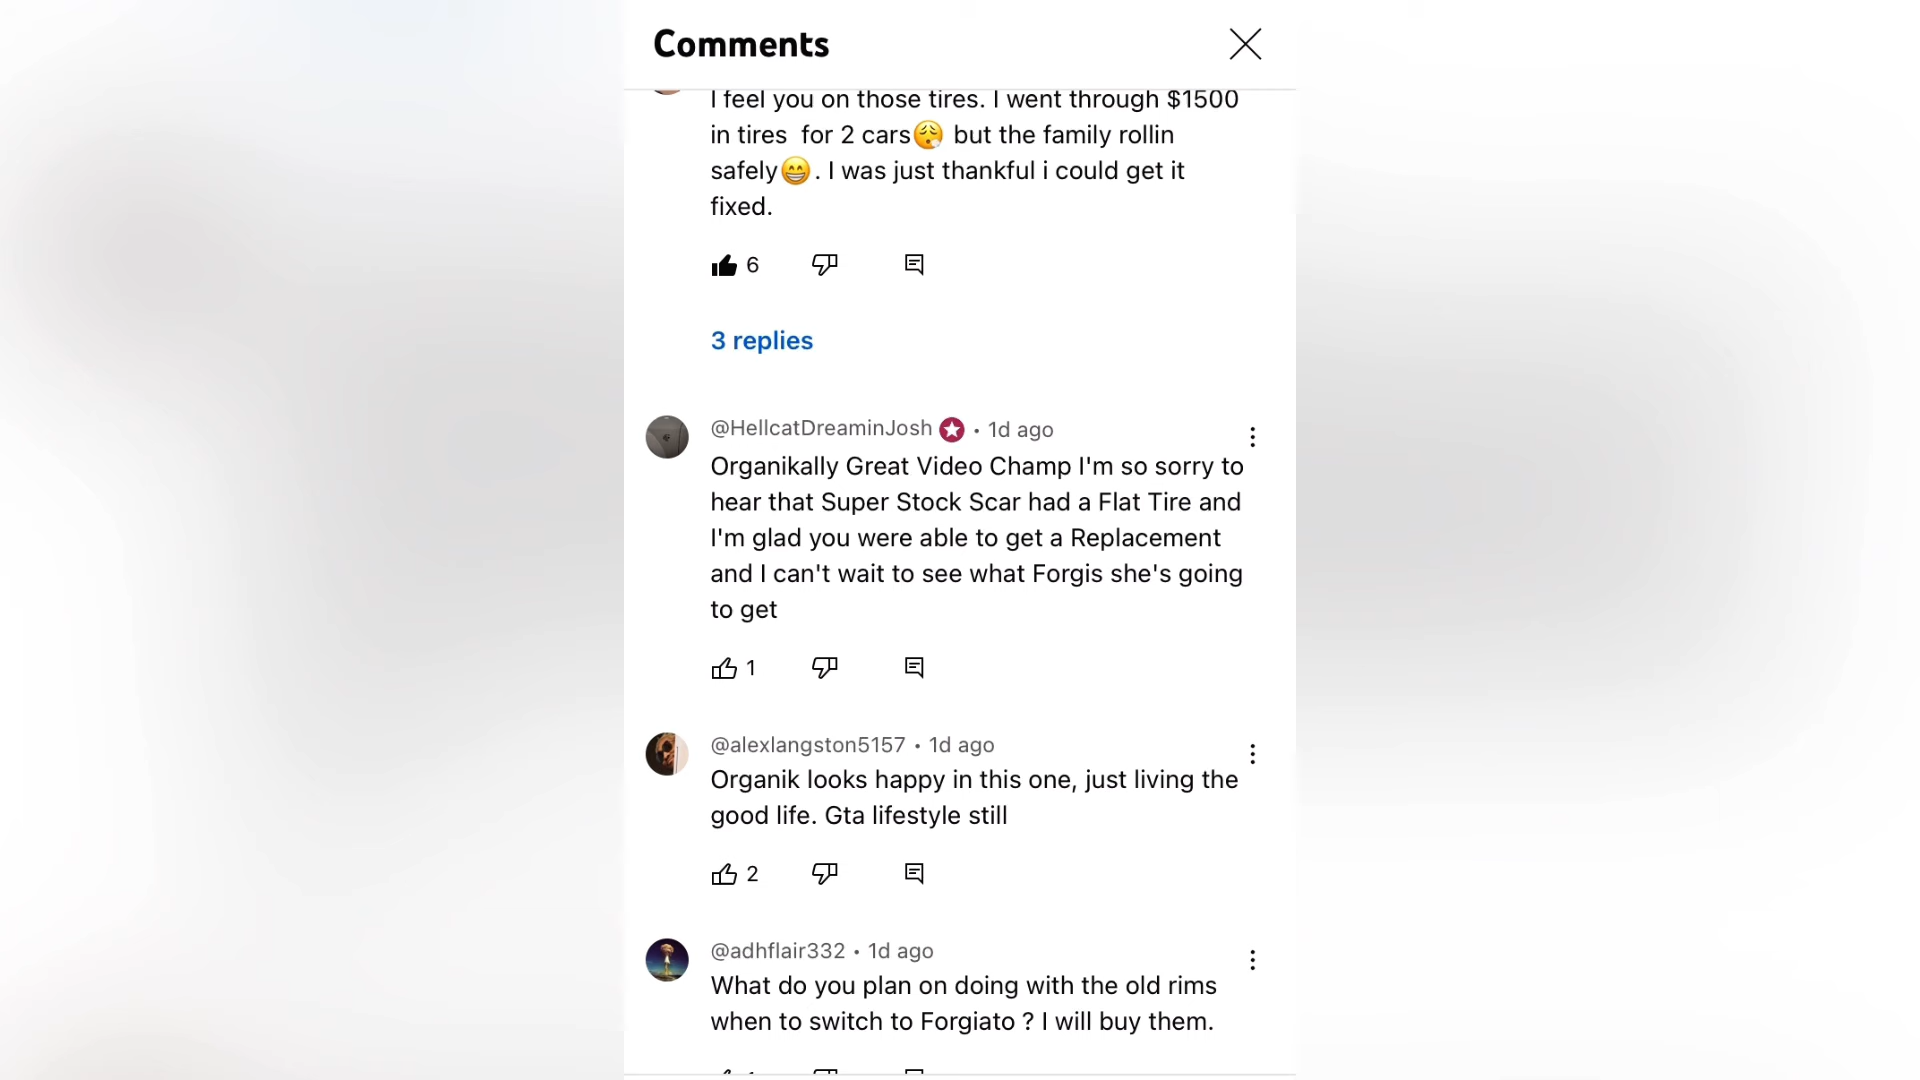 Comments
I feel you on those tires. I went through $1500
in tires  for 2 cars😮‍💨 but the family rollin
safely😁. I was just thankful i could get it
fixed.
6
3 replies
@HellcatDreaminJosh • 1d ago
Organikally Great Video Champ I'm so sorry to
hear that Super Stock Scar had a Flat Tire and
I'm glad you were able to get a Replacement
and I can't wait to see what Forgis she's going
to get
1
@alexlangston5157 • 1d ago
Organik looks happy in this one, just living the
good life. Gta lifestyle still
2
@adhflair332 • 1d ago
What do you plan on doing with the old rims
when to switch to Forgiato ? I will buy them.